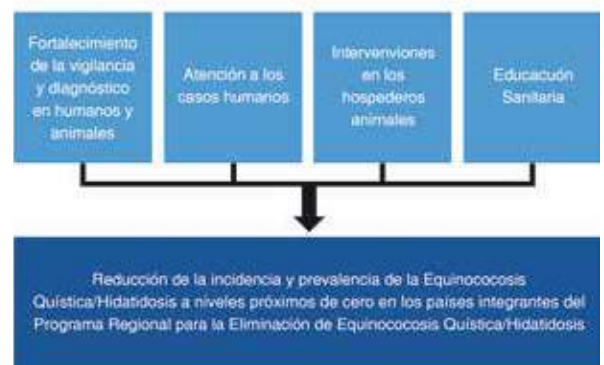 Fortalecimiento
de la vigilancia
y diagnóstico
en humanos y
animales
Atención a los
casos humanos
Intervenviones
en los
hospederos
animales
Educacuón
Sanitaria
Reducción de la incidencia y prevalencia de la Equinococosis
Quística/Hidatidosis a niveles próximos de cero en los países integrantes del
Programa Regional para la Eliminación de Equinococosis Quística/Hidatidosis